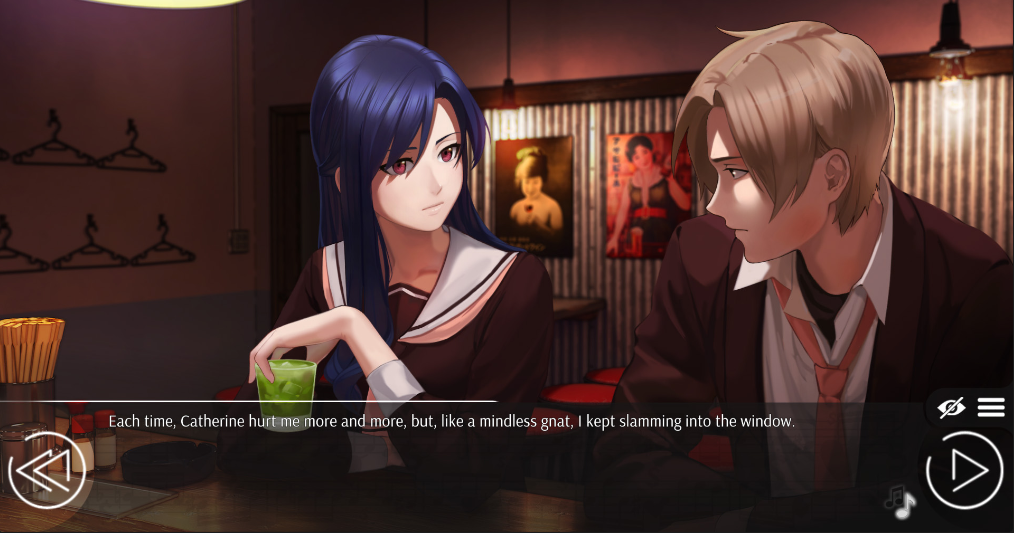 Each time, Catherine hurt me more and more, but, like a mindless gnat, I kept slamming into the window.